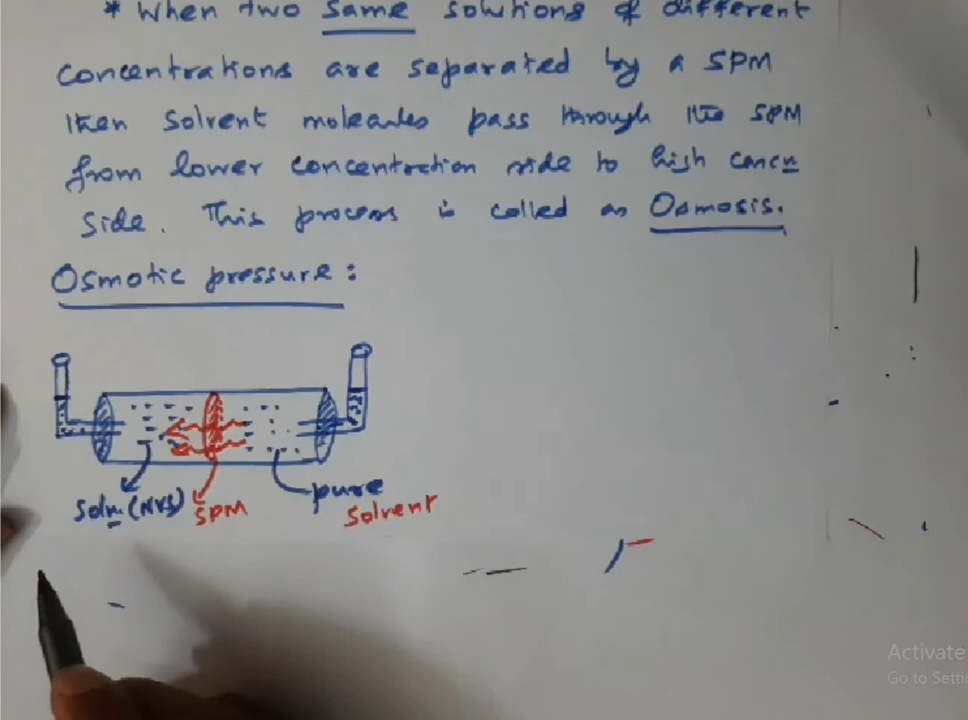 * When two same solutions of different
concentrations are separated by a SPM
then solvent molecules pass through the SPM
from lower concentration side to high concn
side. This process is called as Osmosis.
Osmotic pressure:
soln (NVS)
SPM
pure
solvent
Activate
Go to Setti